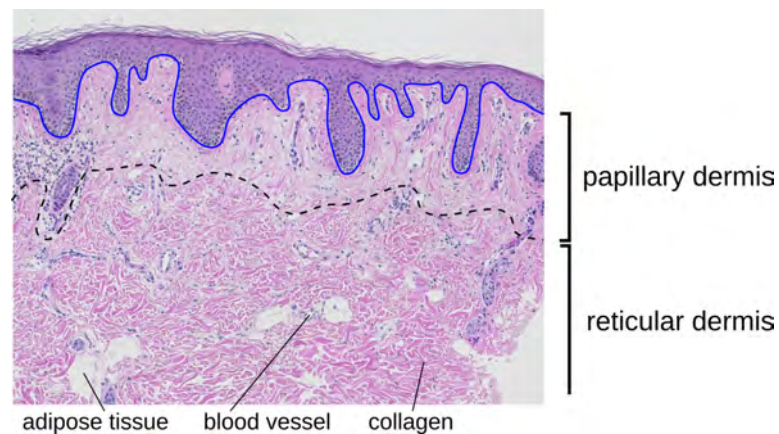 papillary dermis
reticular dermis
adipose tissue
blood vessel
collagen